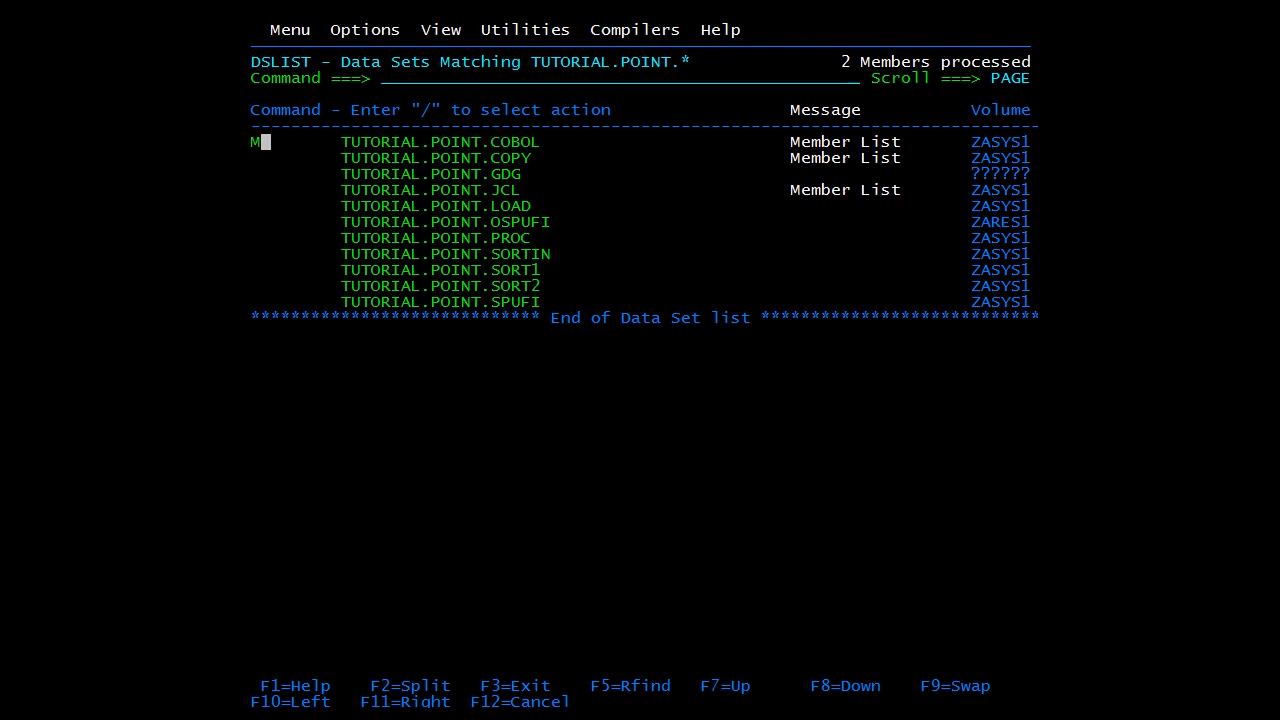 Menu Options View Utilities Compilers Help
DSLIST - Data Sets Matching TUTORIAL.POINT.* 2 Members processed
Command ===> Scroll ===> PAGE
Command - Enter "/" to select action Message Volume
M TUTORIAL.POINT.COBOL Member List ZASYS1
TUTORIAL.POINT.COPY Member List ZASYS1
TUTORIAL.POINT.GDG ??????
TUTORIAL.POINT.JCL Member List ZASYS1
TUTORIAL.POINT.LOAD ZASYS1
TUTORIAL.POINT.OSPUFI ZARES1
TUTORIAL.POINT.PROC ZASYS1
TUTORIAL.POINT.SORTIN ZASYS1
TUTORIAL.POINT.SORT1 ZASYS1
TUTORIAL.POINT.SORT2 ZASYS1
TUTORIAL.POINT.SPUFI ZASYS1
***************************** End of Data Set list ****************************
F1=Help F2=Split F3=Exit F5=Rfind F7=Up F8=Down F9=Swap
F10=Left F11=Right F12=Cancel